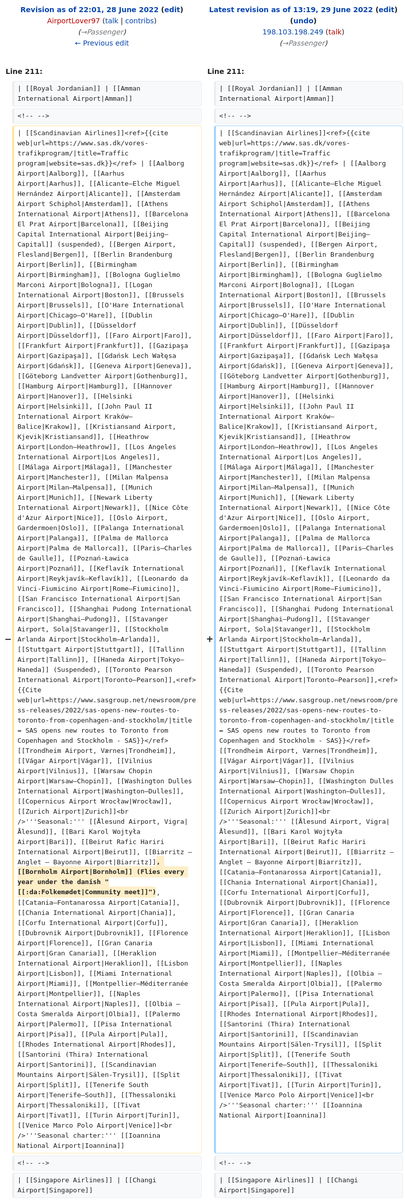 Revision as of 22:01, 28 June 2022 (edit)
AirportLover97 (talk | contribs)
(→Passenger)
← Previous edit
Latest revision as of 13:19, 29 June 2022 (edit)
(undo)
198.103.198.249 (talk)
(→Passenger)
Line 211:
| [[Royal Jordanian]] | [[Amman
International Airport|Amman]]
<!-- -->
− | [[Scandinavian Airlines]]<ref>{{cite
web|url=https://www.sas.dk/vores-
trafikprogram/|title=Traffic
program|website=sas.dk}}</ref> | [[Aalborg
Airport|Aalborg]], [[Aarhus
Airport|Aarhus]], [[Alicante–Elche Miguel
Hernández Airport|Alicante]], [[Amsterdam
Airport Schiphol|Amsterdam]], [[Athens
International Airport|Athens]], [[Barcelona
El Prat Airport|Barcelona]], [[Beijing
Capital International Airport|Beijing–
Capital]] (suspended), [[Bergen Airport,
Flesland|Bergen]], [[Berlin Brandenburg
Airport|Berlin]], [[Birmingham
Airport|Birmingham]], [[Bologna Guglielmo
Marconi Airport|Bologna]], [[Logan
International Airport|Boston]], [[Brussels
Airport|Brussels]], [[O'Hare International
Airport|Chicago–O'Hare]], [[Dublin
Airport|Dublin]], [[Düsseldorf
Airport|Düsseldorf]], [[Faro Airport|Faro]],
[[Frankfurt Airport|Frankfurt]], [[Gazipaşa
Airport|Gazipaşa]], [[Gdańsk Lech Wałęsa
Airport|Gdańsk]], [[Geneva Airport|Geneva]],
[[Göteborg Landvetter Airport|Gothenburg]],
[[Hamburg Airport|Hamburg]], [[Hannover
Airport|Hanover]], [[Helsinki
Airport|Helsinki]], [[John Paul II
International Airport Kraków–
Balice|Krakow]], [[Kristiansand Airport,
Kjevik|Kristiansand]], [[Heathrow
Airport|London–Heathrow]], [[Los Angeles
International Airport|Los Angeles]],
[[Málaga Airport|Málaga]], [[Manchester
Airport|Manchester]], [[Milan Malpensa
Airport|Milan–Malpensa]], [[Munich
Airport|Munich]], [[Newark Liberty
International Airport|Newark]], [[Nice Côte
d'Azur Airport|Nice]], [[Oslo Airport,
Gardermoen|Oslo]], [[Palanga International
Airport|Palanga]], [[Palma de Mallorca
Airport|Palma de Mallorca]], [[Paris–Charles
de Gaulle]], [[Poznań-Ławica
Airport|Poznań]], [[Keflavík International
Airport|Reykjavík–Keflavík]], [[Leonardo da
Vinci-Fiumicino Airport|Rome–Fiumicino]],
[[San Francisco International Airport|San
Francisco]], [[Shanghai Pudong International
Airport|Shanghai–Pudong]], [[Stavanger
Airport, Sola|Stavanger]], [[Stockholm
Arlanda Airport|Stockholm–Arlanda]],
[[Stuttgart Airport|Stuttgart]], [[Tallinn
Airport|Tallinn]], [[Haneda Airport|Tokyo–
Haneda]] (Suspended), [[Toronto Pearson
International Airport|Toronto–Pearson]],<ref>
{{Cite
web|url=https://www.sasgroup.net/newsroom/pre
ss-releases/2022/sas-opens-new-routes-to-
toronto-from-copenhagen-and-stockholm/|title
= SAS opens new routes to Toronto from
Copenhagen and Stockholm - SAS}}</ref>
[[Trondheim Airport, Værnes|Trondheim]],
[[Vágar Airport|Vágar]], [[Vilnius
Airport|Vilnius]], [[Warsaw Chopin
Airport|Warsaw–Chopin]], [[Washington Dulles
International Airport|Washington–Dulles]],
[[Copernicus Airport Wrocław|Wrocław]],
[[Zurich Airport|Zurich]]<br
/>'''Seasonal:''' [[Ålesund Airport, Vigra|
Ålesund]], [[Bari Karol Wojtyła
Airport|Bari]], [[Beirut Rafic Hariri
International Airport|Beirut]], [[Biarritz –
Anglet – Bayonne Airport|Biarritz]],
[[Bornholm Airport|Bornholm]] (Flies every
year under the danish "
[[:da:Folkemødet|Community meet]]"),
[[Catania–Fontanarossa Airport|Catania]],
[[Chania International Airport|Chania]],
[[Corfu International Airport|Corfu]],
[[Dubrovnik Airport|Dubrovnik]], [[Florence
Airport|Florence]], [[Gran Canaria
Airport|Gran Canaria]], [[Heraklion
International Airport|Heraklion]], [[Lisbon
Airport|Lisbon]], [[Miami International
Airport|Miami]], [[Montpellier–Méditerranée
Airport|Montpellier]], [[Naples
International Airport|Naples]], [[Olbia –
Costa Smeralda Airport|Olbia]], [[Palermo
Airport|Palermo]], [[Pisa International
Airport|Pisa]], [[Pula Airport|Pula]],
[[Rhodes International Airport|Rhodes]],
[[Santorini (Thira) International
Airport|Santorini]], [[Scandinavian
Mountains Airport|Sälen-Trysil]], [[Split
Airport|Split]], [[Tenerife South
Airport|Tenerife–South]], [[Thessaloniki
Airport|Thessaloniki]], [[Tivat
Airport|Tivat]], [[Turin Airport|Turin]],
[[Venice Marco Polo Airport|Venice]]<br
/>'''Seasonal charter:''' [[Ioannina
National Airport|Ioannina]]
<!-- -->
| [[Singapore Airlines]] | [[Changi
Airport|Singapore]]
Line 211:
| [[Royal Jordanian]] | [[Amman
International Airport|Amman]]
<!-- -->
+ | [[Scandinavian Airlines]]<ref>{{cite
web|url=https://www.sas.dk/vores-
trafikprogram/|title=Traffic
program|website=sas.dk}}</ref> | [[Aalborg
Airport|Aalborg]], [[Aarhus
Airport|Aarhus]], [[Alicante–Elche Miguel
Hernández Airport|Alicante]], [[Amsterdam
Airport Schiphol|Amsterdam]], [[Athens
International Airport|Athens]], [[Barcelona
El Prat Airport|Barcelona]], [[Beijing
Capital International Airport|Beijing–
Capital]] (suspended), [[Bergen Airport,
Flesland|Bergen]], [[Berlin Brandenburg
Airport|Berlin]], [[Birmingham
Airport|Birmingham]], [[Bologna Guglielmo
Marconi Airport|Bologna]], [[Logan
International Airport|Boston]], [[Brussels
Airport|Brussels]], [[O'Hare International
Airport|Chicago–O'Hare]], [[Dublin
Airport|Dublin]], [[Düsseldorf
Airport|Düsseldorf]], [[Faro Airport|Faro]],
[[Frankfurt Airport|Frankfurt]], [[Gazipaşa
Airport|Gazipaşa]], [[Gdańsk Lech Wałęsa
Airport|Gdańsk]], [[Geneva Airport|Geneva]],
[[Göteborg Landvetter Airport|Gothenburg]],
[[Hamburg Airport|Hamburg]], [[Hannover
Airport|Hanover]], [[Helsinki
Airport|Helsinki]], [[John Paul II
International Airport Kraków–
Balice|Krakow]], [[Kristiansand Airport,
Kjevik|Kristiansand]], [[Heathrow
Airport|London–Heathrow]], [[Los Angeles
International Airport|Los Angeles]],
[[Málaga Airport|Málaga]], [[Manchester
Airport|Manchester]], [[Milan Malpensa
Airport|Milan–Malpensa]], [[Munich
Airport|Munich]], [[Newark Liberty
International Airport|Newark]], [[Nice Côte
d'Azur Airport|Nice]], [[Oslo Airport,
Gardermoen|Oslo]], [[Palanga International
Airport|Palanga]], [[Palma de Mallorca
Airport|Palma de Mallorca]], [[Paris–Charles
de Gaulle]], [[Poznań-Ławica
Airport|Poznań]], [[Keflavík International
Airport|Reykjavík–Keflavík]], [[Leonardo da
Vinci-Fiumicino Airport|Rome–Fiumicino]],
[[San Francisco International Airport|San
Francisco]], [[Shanghai Pudong International
Airport|Shanghai–Pudong]], [[Stavanger
Airport, Sola|Stavanger]], [[Stockholm
Arlanda Airport|Stockholm–Arlanda]],
[[Stuttgart Airport|Stuttgart]], [[Tallinn
Airport|Tallinn]], [[Haneda Airport|Tokyo–
Haneda]] (Suspended), [[Toronto Pearson
International Airport|Toronto–Pearson]],<ref>
{{Cite
web|url=https://www.sasgroup.net/newsroom/pre
ss-releases/2022/sas-opens-new-routes-to-
toronto-from-copenhagen-and-stockholm/|title
= SAS opens new routes to Toronto from
Copenhagen and Stockholm - SAS}}</ref>
[[Trondheim Airport, Værnes|Trondheim]],
[[Vágar Airport|Vágar]], [[Vilnius
Airport|Vilnius]], [[Warsaw Chopin
Airport|Warsaw–Chopin]], [[Washington Dulles
International Airport|Washington–Dulles]],
[[Copernicus Airport Wrocław|Wrocław]],
[[Zurich Airport|Zurich]]<br
/>'''Seasonal:''' [[Ålesund Airport, Vigra|
Ålesund]], [[Bari Karol Wojtyła
Airport|Bari]], [[Beirut Rafic Hariri
International Airport|Beirut]], [[Biarritz –
Anglet – Bayonne Airport|Biarritz]],
[[Catania–Fontanarossa Airport|Catania]],
[[Chania International Airport|Chania]],
[[Corfu International Airport|Corfu]],
[[Dubrovnik Airport|Dubrovnik]], [[Florence
Airport|Florence]], [[Gran Canaria
Airport|Gran Canaria]], [[Heraklion
International Airport|Heraklion]], [[Lisbon
Airport|Lisbon]], [[Miami International
Airport|Miami]], [[Montpellier–Méditerranée
Airport|Montpellier]], [[Naples
International Airport|Naples]], [[Olbia –
Costa Smeralda Airport|Olbia]], [[Palermo
Airport|Palermo]], [[Pisa International
Airport|Pisa]], [[Pula Airport|Pula]],
[[Rhodes International Airport|Rhodes]],
[[Santorini (Thira) International
Airport|Santorini]], [[Scandinavian
Mountains Airport|Sälen-Trysil]], [[Split
Airport|Split]], [[Tenerife South
Airport|Tenerife–South]], [[Thessaloniki
Airport|Thessaloniki]], [[Tivat
Airport|Tivat]], [[Turin Airport|Turin]],
[[Venice Marco Polo Airport|Venice]]<br
/>'''Seasonal charter:''' [[Ioannina
National Airport|Ioannina]]
<!-- -->
| [[Singapore Airlines]] | [[Changi
Airport|Singapore]]